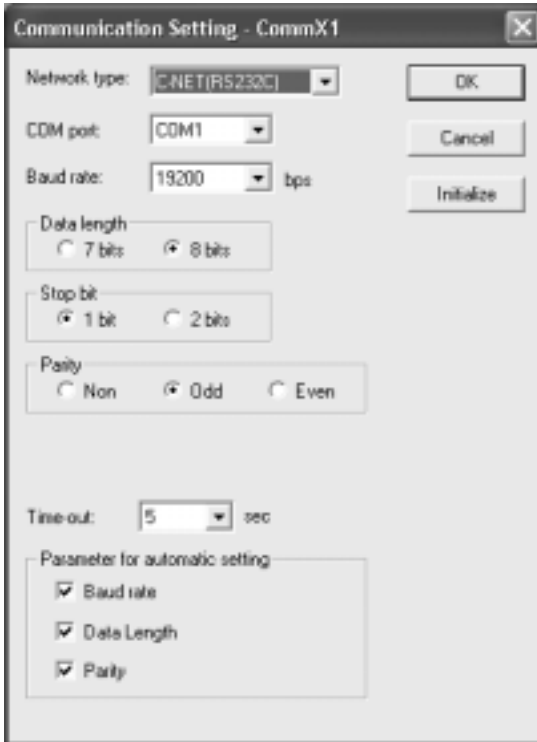 Communication Setting - CommX1
Network type: C-NET(RS232C)
OK
COM port: COM1
Cancel
Baud rate: 19200 bps
Initialize
Data length
7 bits 8 bits
Stop bit
1 bit 2 bits
Parity
Non Odd Even
Time-out: 5 sec
Parameter for automatic setting
Baud rate
Data Length
Parity